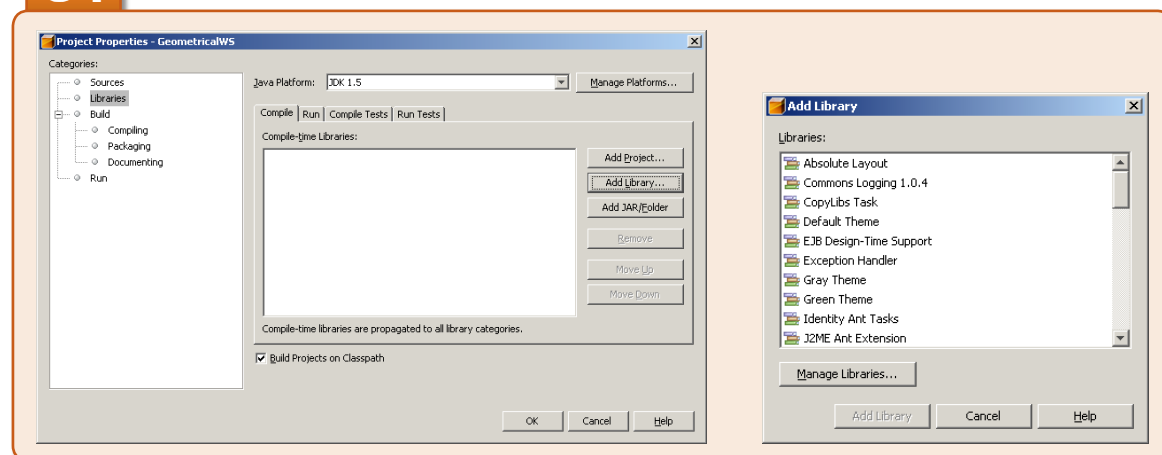 Project Properties - GeometricalWS
Categories:
Sources
Libraries
Build
Compiling
Packaging
Documenting
Run
Java Platform: JDK 1.5 Manage Platforms...
Compile Run Compile Tests Run Tests
Compile-time Libraries:
Add Project...
Add Library...
Add JAR/Folder
Remove
Move Up
Move Down
Compile-time libraries are propagated to all library categories.
Build Projects on Classpath
OK Cancel Help
Add Library
Libraries:
Absolute Layout
Commons Logging 1.0.4
CopyLibs Task
Default Theme
EJB Design-Time Support
Exception Handler
Gray Theme
Green Theme
Identity Ant Tasks
J2ME Ant Extension
Manage Libraries...
Add Library Cancel Help